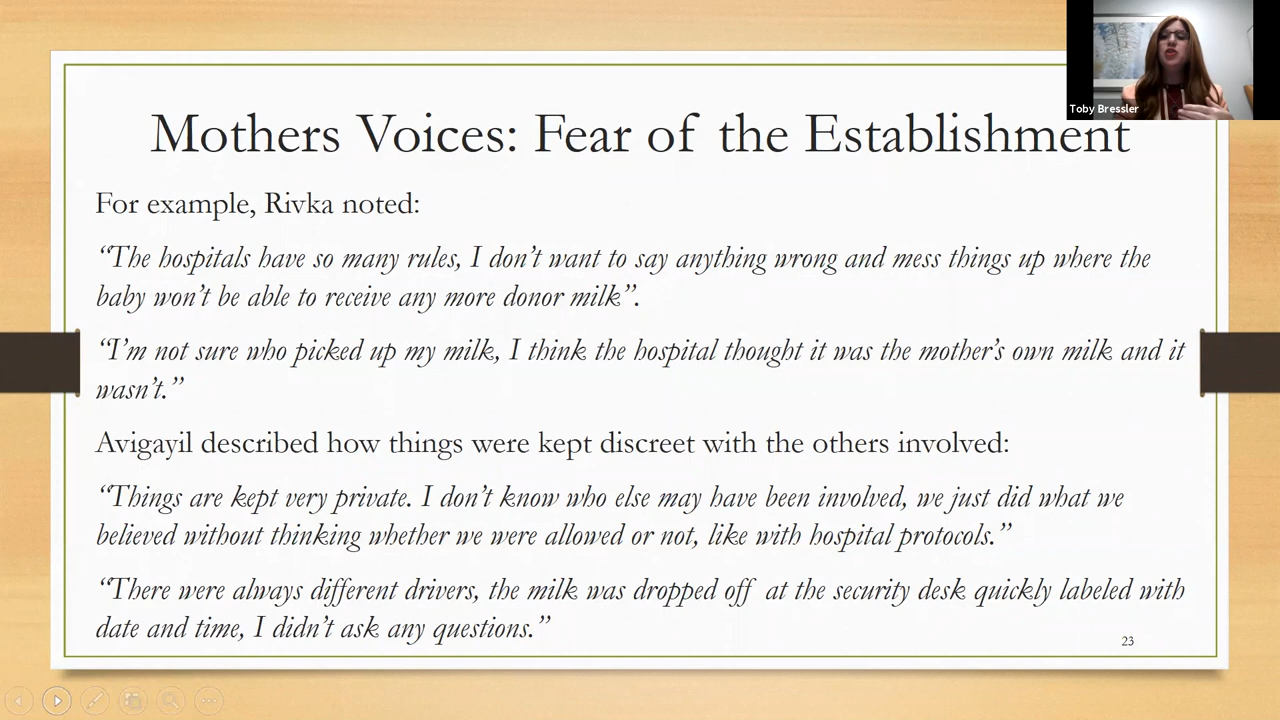 Toby Bressler
Mothers Voices: Fear of the Establishment
For example, Rivka noted:
“The hospitals have so many rules, I don’t want to say anything wrong and mess things up where the
baby won’t be able to receive any more donor milk”.
“I’m not sure who picked up my milk, I think the hospital thought it was the mother’s own milk and it
wasn’t.”
Avigayil described how things were kept discreet with the others involved:
“Things are kept very private. I don’t know who else may have been involved, we just did what we
believed without thinking whether we were allowed or not, like with hospital protocols.”
“There were always different drivers, the milk was dropped off at the security desk quickly labeled with
date and time, I didn’t ask any questions.”
23